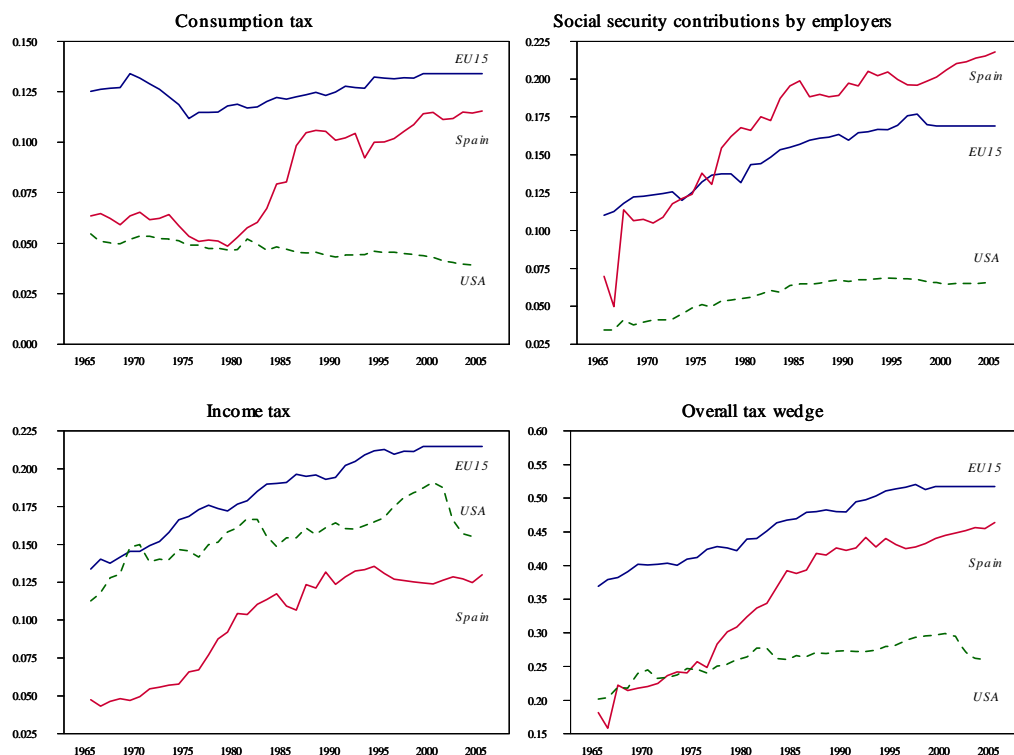 Consumption tax
0.150
0.125
0.100
0.075
0.050
0.025
0.000
EU15
Spain
USA
1965 1970 1975 1980 1985 1990 1995 2000 2005
Social security contributions by employers
0.225
0.200
0.175
0.150
0.125
0.100
0.075
0.050
0.025
Spain
EU15
USA
1965 1970 1975 1980 1985 1990 1995 2000 2005
Income tax
0.225
0.200
0.175
0.150
0.125
0.100
0.075
0.050
0.025
EU15
USA
Spain
1965 1970 1975 1980 1985 1990 1995 2000 2005
Overall tax wedge
0.60
0.55
0.50
0.45
0.40
0.35
0.30
0.25
0.20
0.15
EU15
Spain
USA
1965 1970 1975 1980 1985 1990 1995 2000 2005